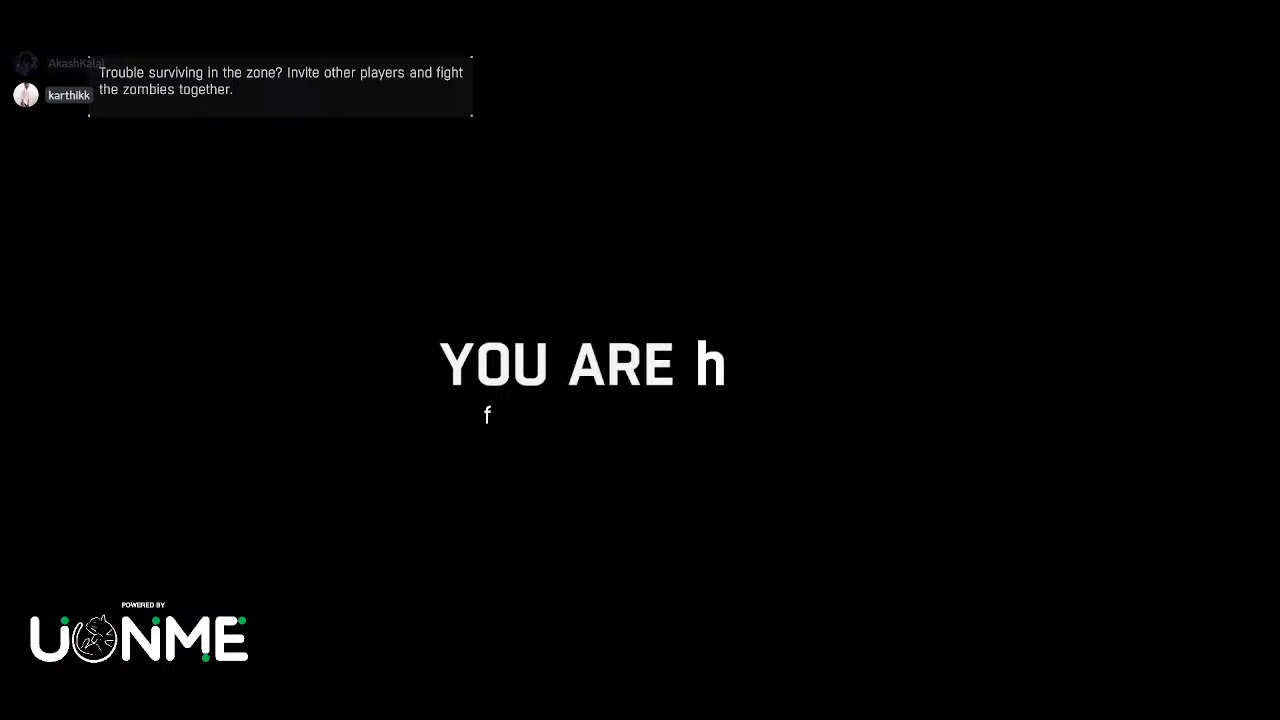 AkashKalal
Trouble surviving in the zone? Invite other players and fight
karthikk
the zombies together.
YOU ARE h
f
POWERED BY
UONME